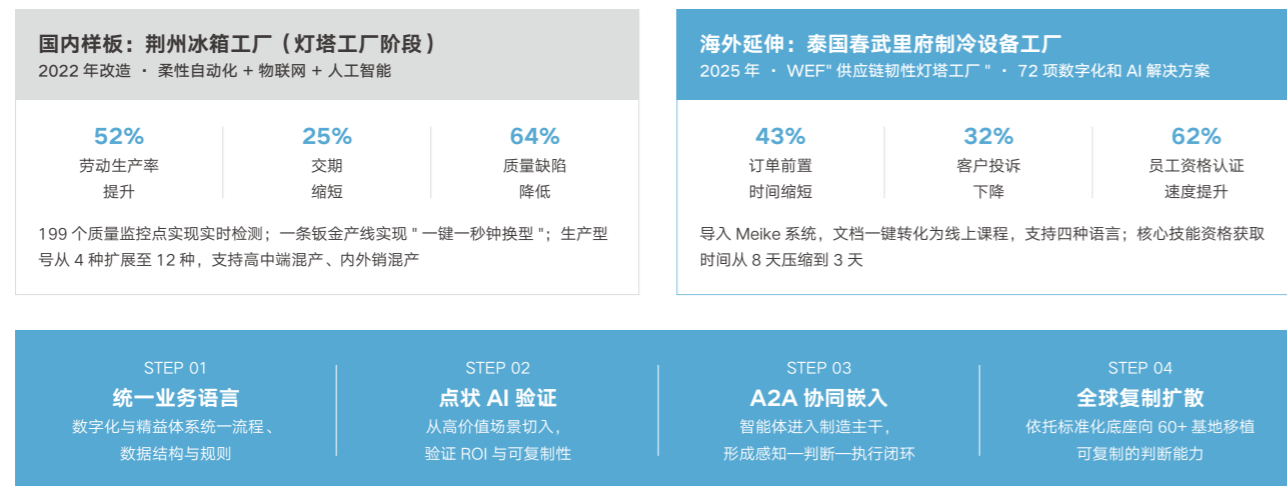 国内样板：荆州冰箱工厂（灯塔工厂阶段）
2022 年改造 · 柔性自动化 + 物联网 + 人工智能
52%
劳动生产率
提升
25%
交期
缩短
64%
质量缺陷
降低
199 个质量监控点实现实时检测；一条钣金产线实现 " 一键一秒钟换型 "；生产型
号从 4 种扩展至 12 种，支持高中端混产、内外销混产
海外延伸：泰国春武里府制冷设备工厂
2025 年 · WEF" 供应链韧性灯塔工厂 " · 72 项数字化和 AI 解决方案
43%
订单前置
时间缩短
32%
客户投诉
下降
62%
员工资格认证
速度提升
导入 Meike 系统，文档一键转化为线上课程，支持四种语言；核心技能资格获取
时间从 8 天压缩到 3 天
STEP 01
统一业务语言
数字化与精益体系统一流程、
数据结构与规则
STEP 02
点状 AI 验证
从高价值场景切入，
验证 ROI 与可复制性
STEP 03
A2A 协同嵌入
智能体进入制造主干，
形成感知—判断—执行闭环
STEP 04
全球复制扩散
依托标准化底座向 60+ 基地移植
可复制的判断能力